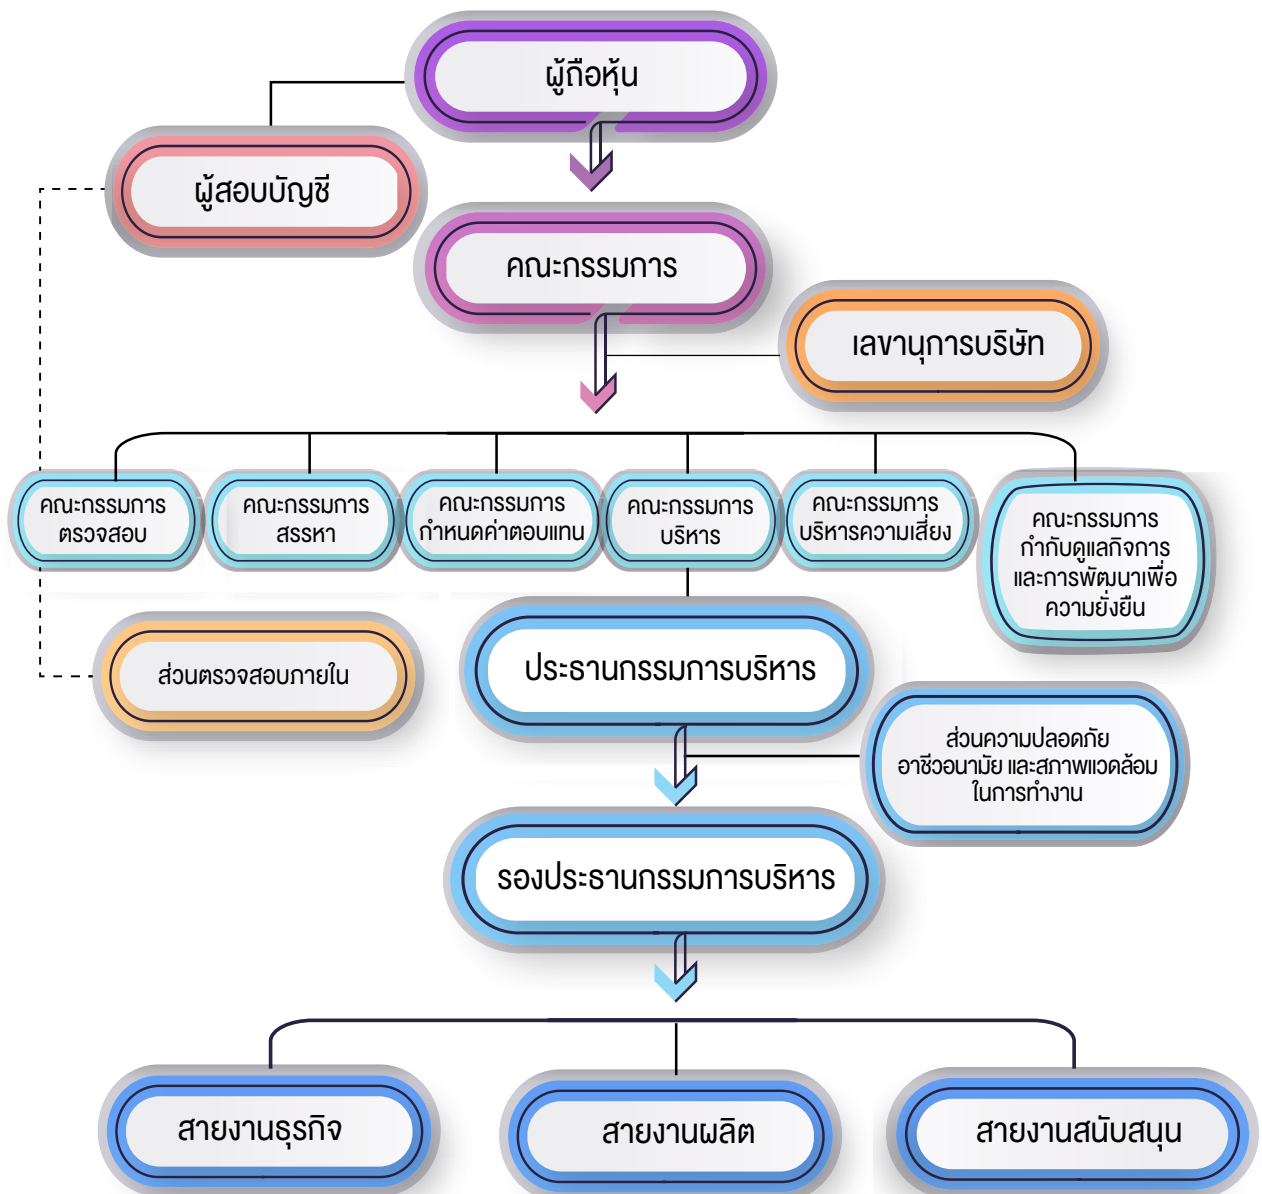 ผู้ถือหุ้น
ผู้สอบบัญชี
คณะกรรมการ
เลขานุการบริษัท
คณะกรรมการ
ตรวจสอบ
คณะกรรมการ
สรรหา
คณะกรรมการ
กำหนดค่าตอบแทน
คณะกรรมการ
บริหาร
คณะกรรมการ
บริหารความเสี่ยง
คณะกรรมการ
กำกับดูแลกิจการ
และการพัฒนาเพื่อ
ความยั่งยืน
ส่วนตรวจสอบภายใน
ประธานกรรมการบริหาร
ส่วนความปลอดภัย
อาชีวอนามัย และสภาพแวดล้อม
ในการทำงาน
รองประธานกรรมการบริหาร
สายงานธุรกิจ
สายงานผลิต
สายงานสนับสนุน